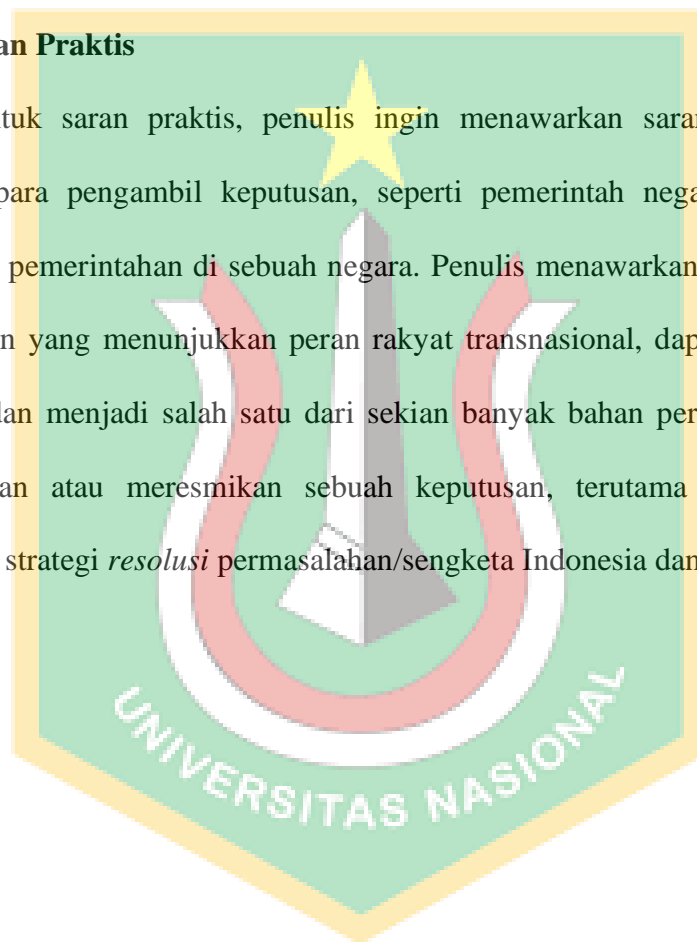 an Praktis
tuk saran praktis, penulis ingin menawarkan saran
para pengambil keputusan, seperti pemerintah nega
pemerintahan di sebuah negara. Penulis menawarkan
n yang menunjukkan peran rakyat transnasional, dap
dan menjadi salah satu dari sekian banyak bahan per
an atau meresmikan sebuah keputusan, terutama
strategi resolusi permasalahan/sengketa Indonesia dan
UNIVERSITAS NASIONAL